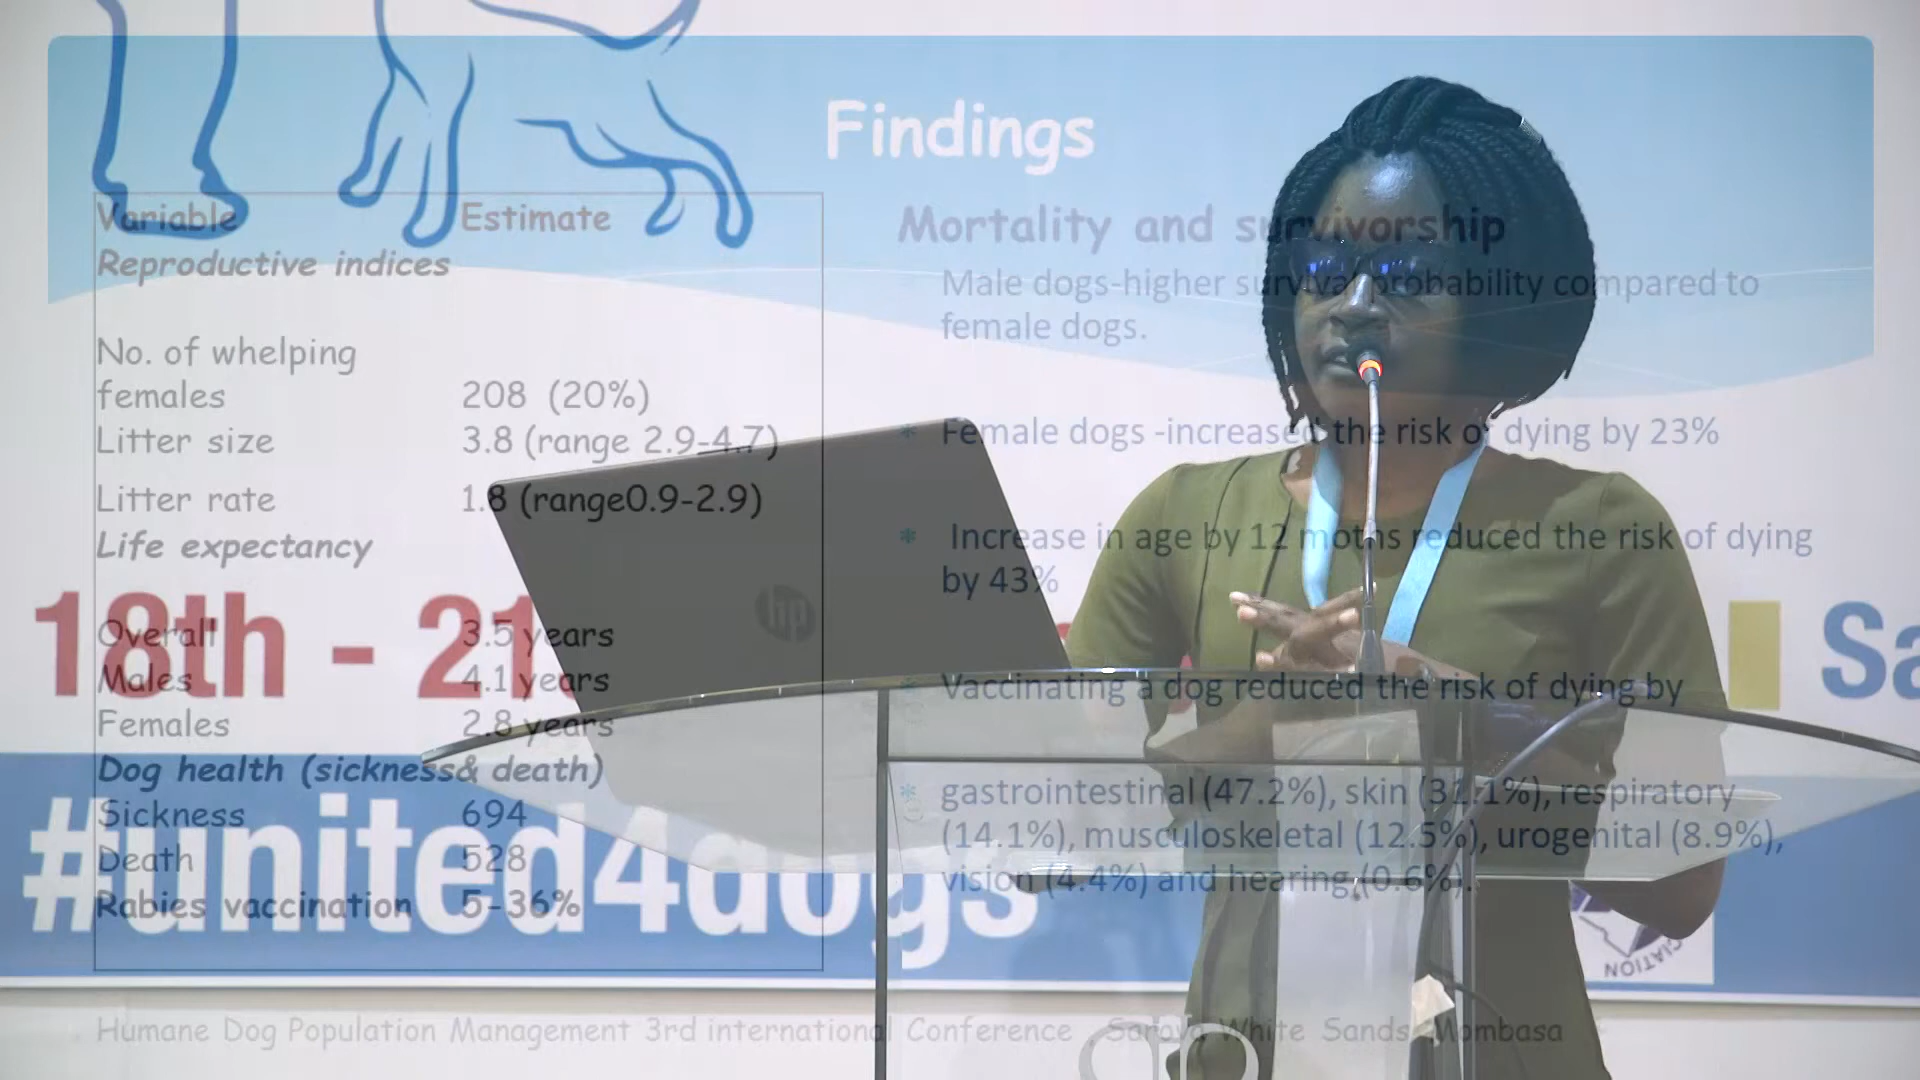 Findings
Variable Estimate
Reproductive indices
No. of whelping
females 208 (20%)
Litter size 3.8 (range 2.9-4.7)
Litter rate 1.8 (range0.9-2.9)
Life expectancy
Overall 3.5 years
Males 4.1 years
Females 2.8 years
Dog health (sickness& death)
Sickness 694
Death 528
Rabies vaccination 5-36%
Mortality and survivorship
Male dogs-higher survival probability compared to
female dogs.
* Female dogs -increased the risk of dying by 23%
* Increase in age by 12 moths reduced the risk of dying
by 43%
* Vaccinating a dog reduced the risk of dying by
* gastrointestinal (47.2%), skin (31.1%), respiratory
(14.1%), musculoskeletal (12.5%), urogenital (8.9%),
vision (4.4%) and hearing (0.6%).
Humane Dog Population Management 3rd international Conference Sarova White Sands Mombasa
18th - 21
Sa
#united4dogs
hp